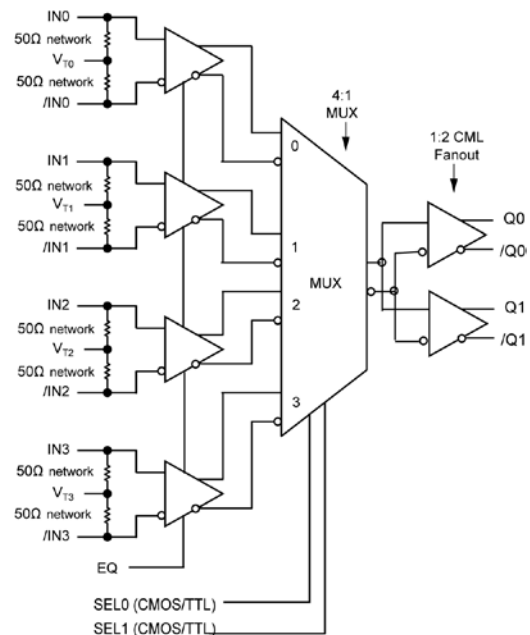 IN0
50Ω network
VT0
50Ω network
/IN0
IN1
50Ω network
VT1
50Ω network
/IN1
IN2
50Ω network
VT2
50Ω network
/IN2
IN3
50Ω network
VT3
50Ω network
/IN3
EQ
SEL0 (CMOS/TTL)
SEL1 (CMOS/TTL)
4:1
MUX
0
1
2
3
MUX
1:2 CML
Fanout
Q0
/Q0
Q1
/Q1